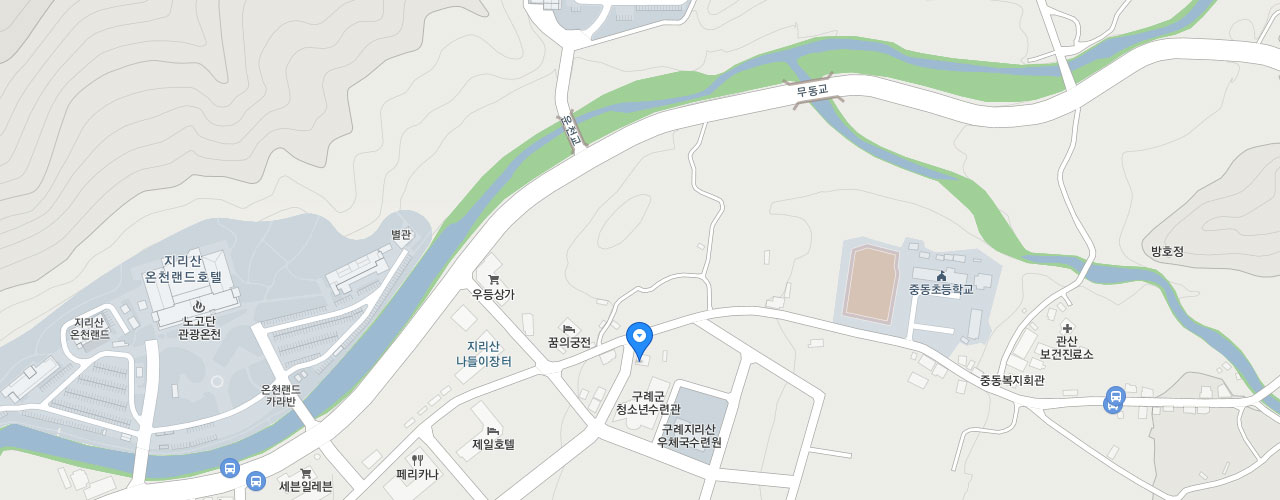 무동교
온천교
별관
지리산
온천랜드호텔
방호정
중동초등학교
우등상가
노고단
관광온천
지리산
온천랜드
꿈의궁전
지리산
나들이장터
관산
보건진료소
중동복지회관
온천랜드
카라반
구례군
청소년수련관
구례지리산
우체국수련원
제일호텔
페리카나
세븐일레븐